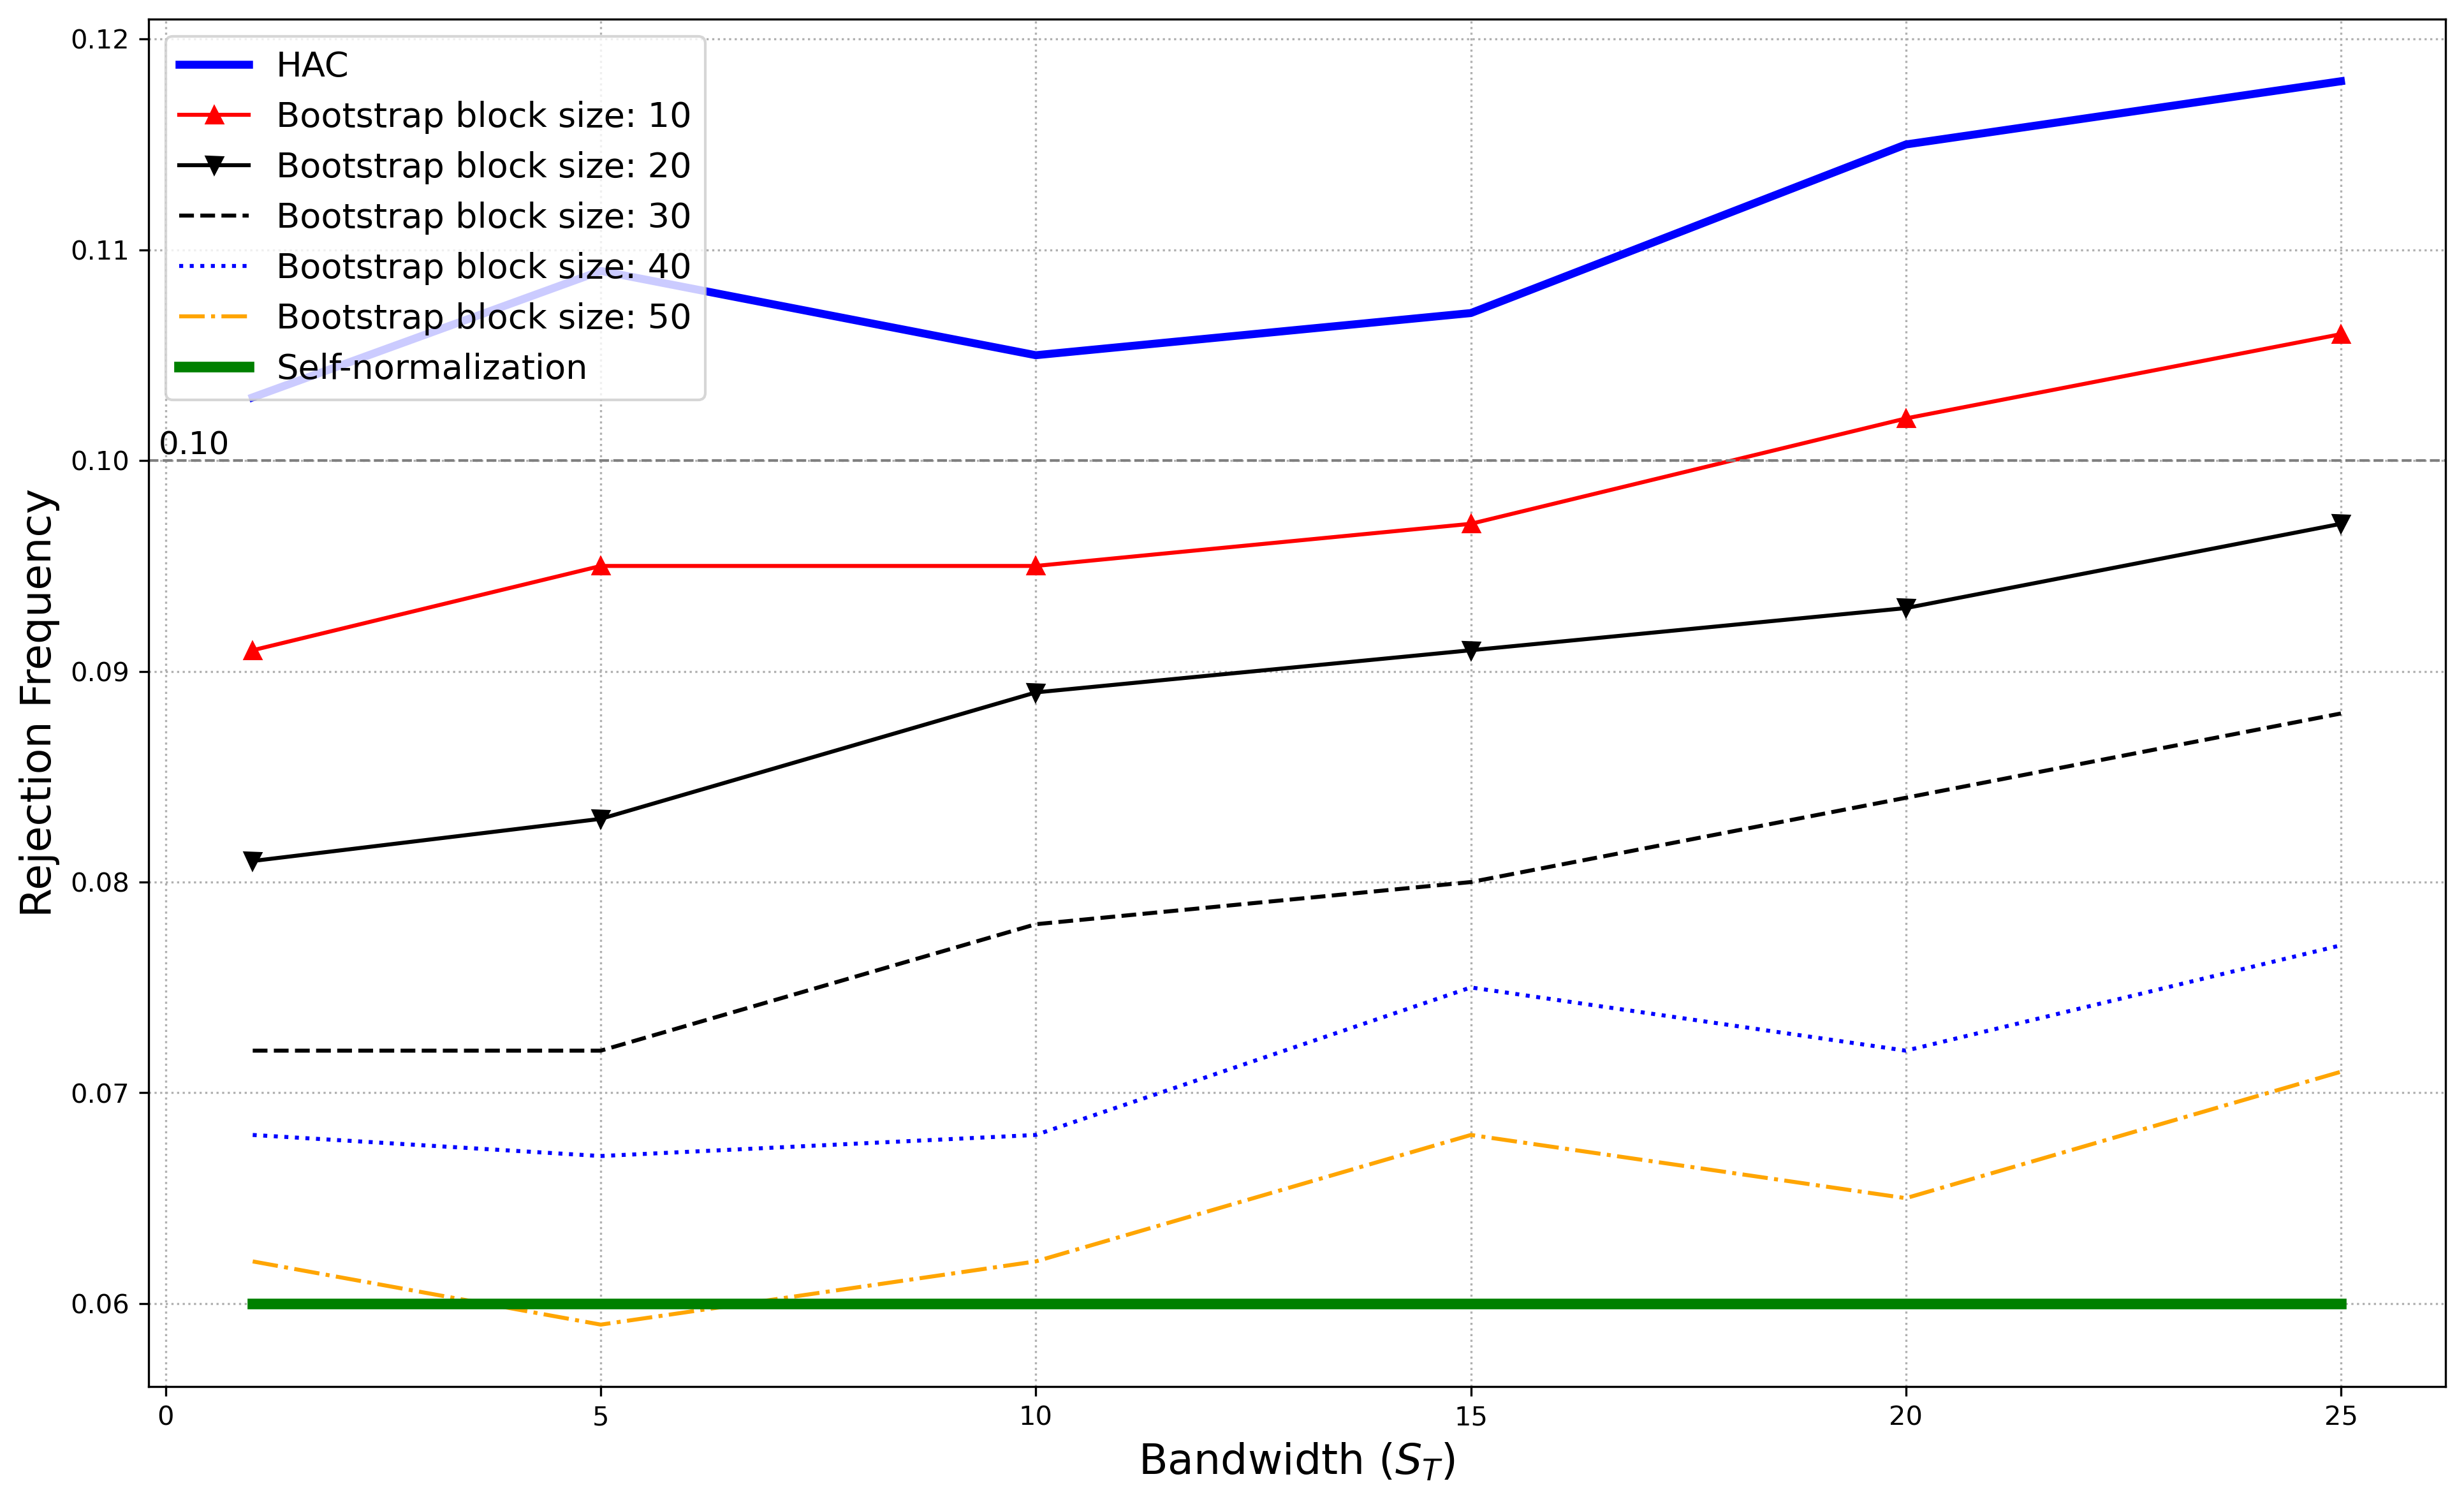 HAC
Bootstrap block size: 10
Bootstrap block size: 20
Bootstrap block size: 30
Bootstrap block size: 40
Bootstrap block size: 50
Self-normalization
0.10
0.12
0.11
0.10
0.09
0.08
0.07
0.06
Rejection Frequency
0 5 10 15 20 25
Bandwidth (S_T)